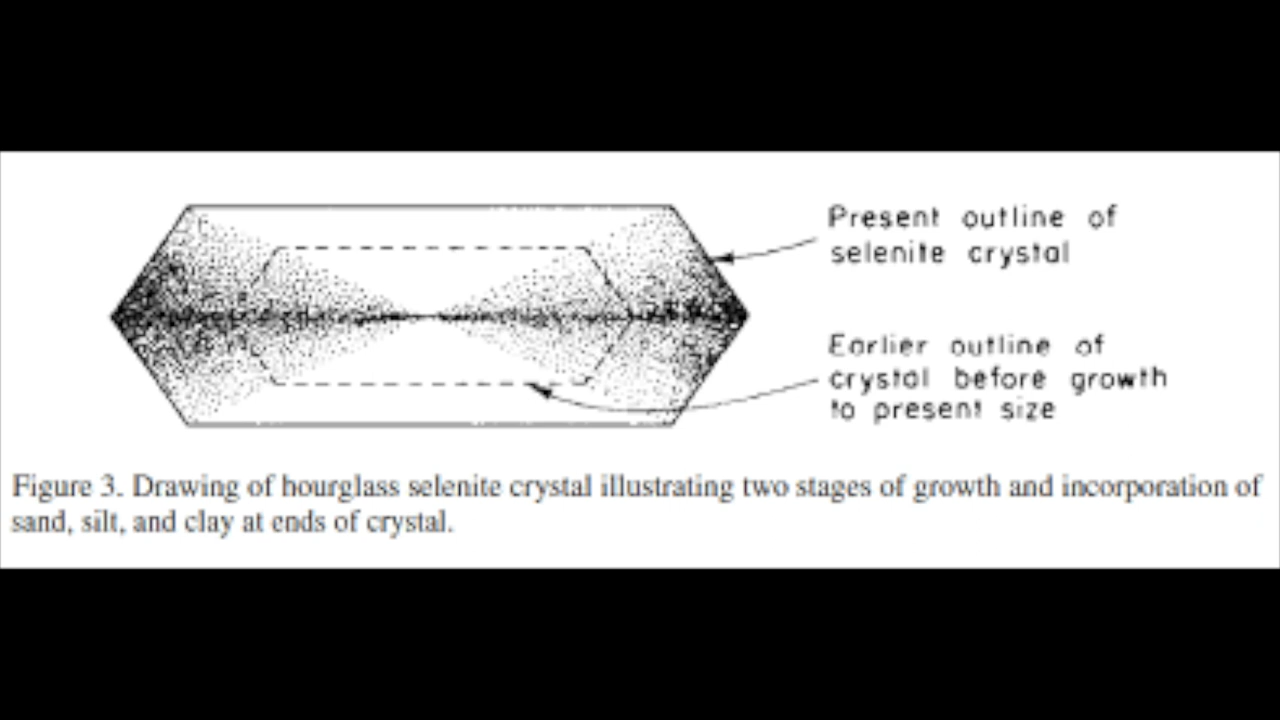 Present outline of
selenite crystal
Earlier outline of
crystal before growth
to present size
Figure 3. Drawing of hourglass selenite crystal illustrating two stages of growth and incorporation of
sand, silt, and clay at ends of crystal.